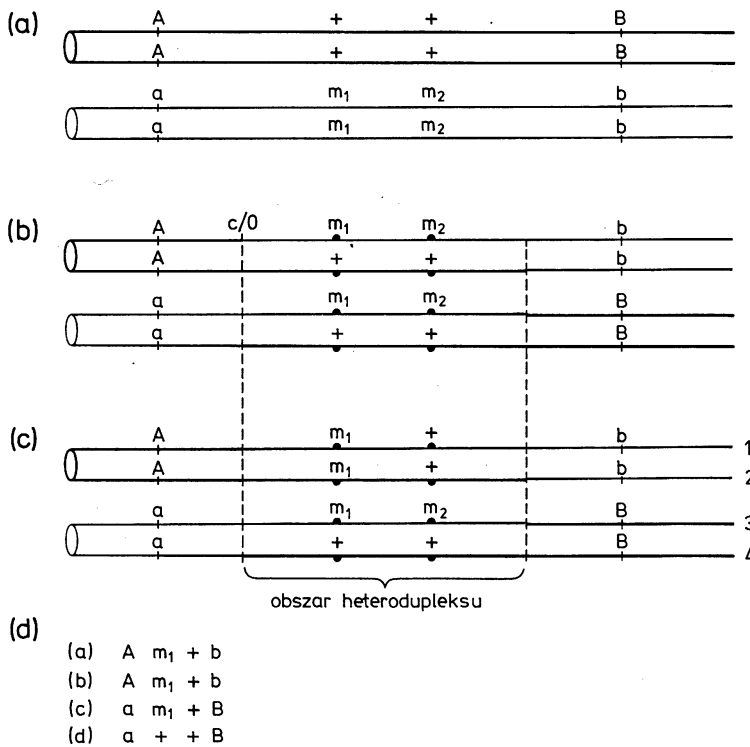 (a)
A + + B
A + + B
a m₁ m₂ b
a m₁ m₂ b
(b)
A c/0 m₁ m₂ b
A + + b
a m₁ m₂ B
a + + B
(c)
A m₁ + b 1
A m₁ + b 2
a m₁ m₂ B 3
a + + B 4
obszar heterodupleksu
(d)
(a) A m₁ + b
(b) A m₁ + b
(c) a m₁ + B
(d) a + + B